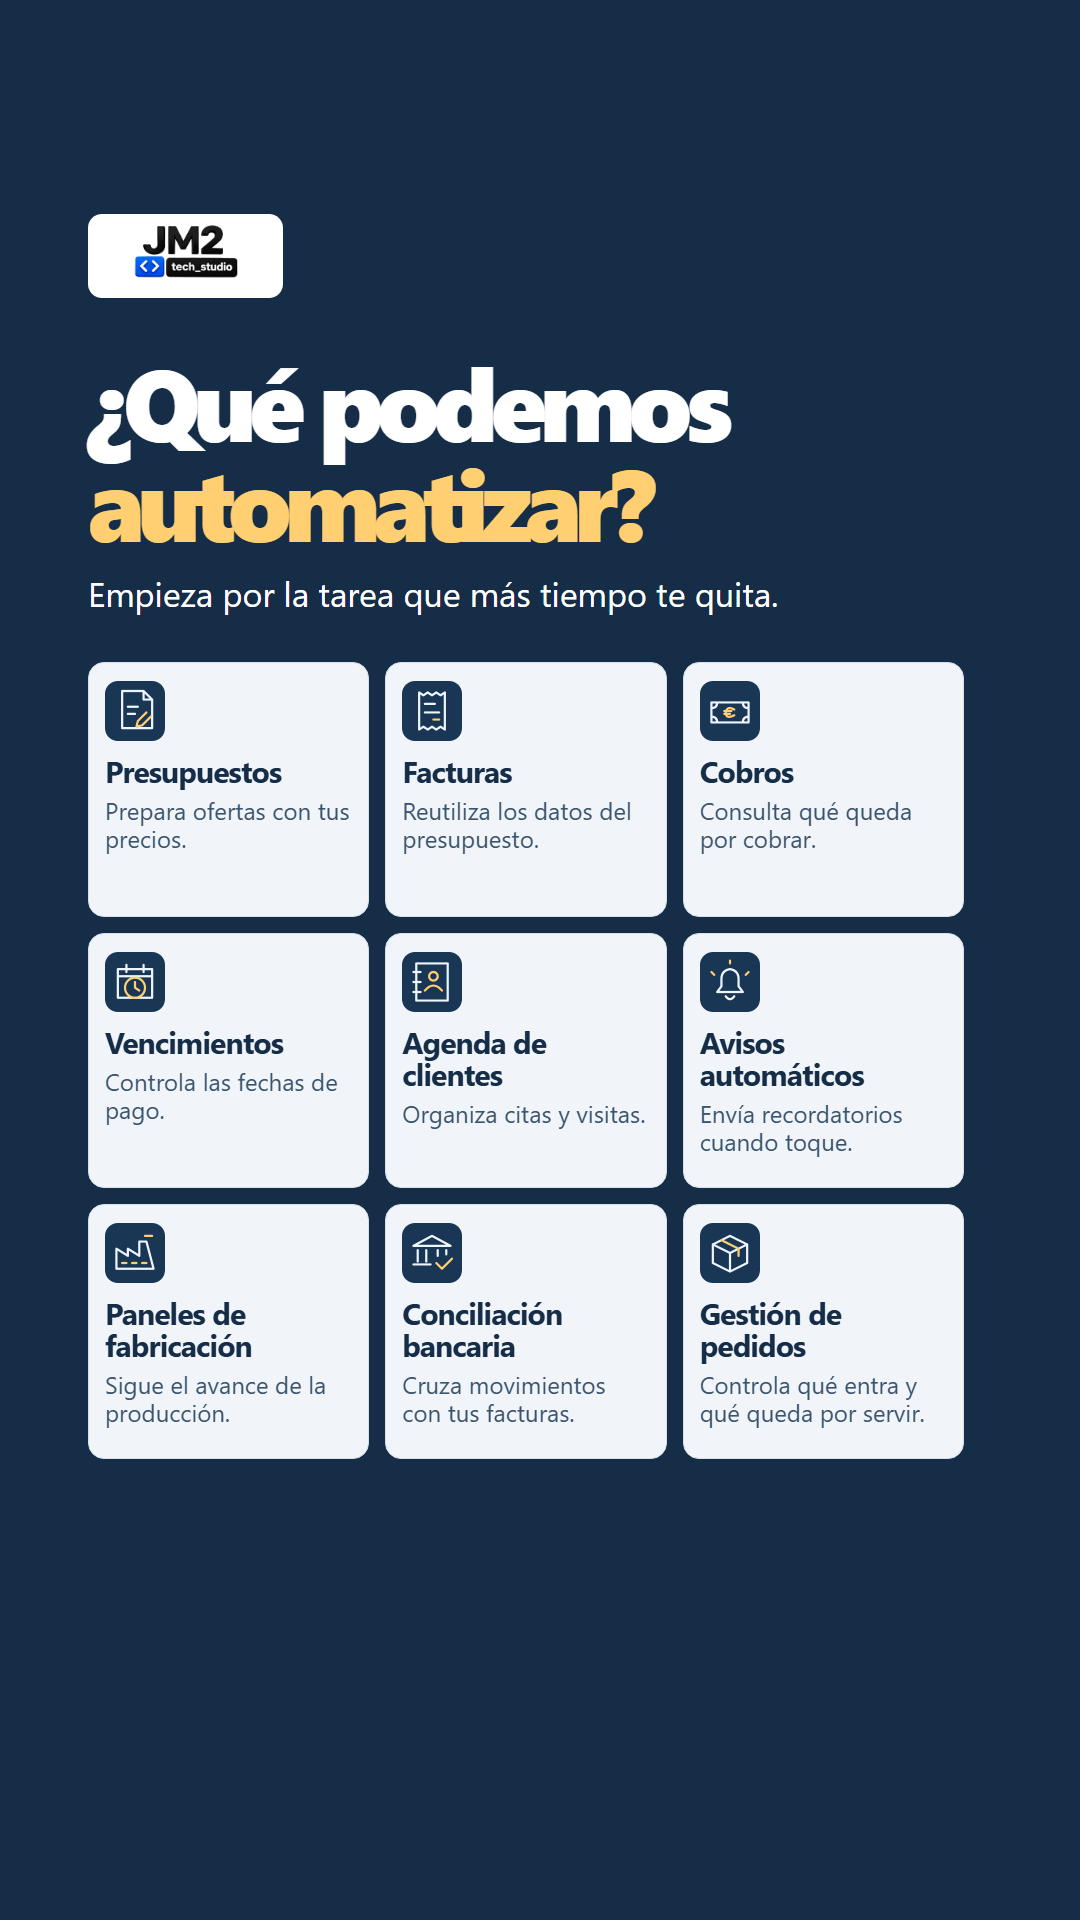 JM2
<> tech_studio
¿Qué podemos
automatizar?
Empieza por la tarea que más tiempo te quita.
Presupuestos
Prepara ofertas con tus
precios.
Facturas
Reutiliza los datos del
presupuesto.
€
Cobros
Consulta qué queda
por cobrar.
Vencimientos
Controla las fechas de
pago.
Agenda de
clientes
Organiza citas y visitas.
Avisos
automáticos
Envía recordatorios
cuando toque.
Paneles de
fabricación
Sigue el avance de la
producción.
Conciliación
bancaria
Cruza movimientos
con tus facturas.
Gestión de
pedidos
Controla qué entra y
qué queda por servir.